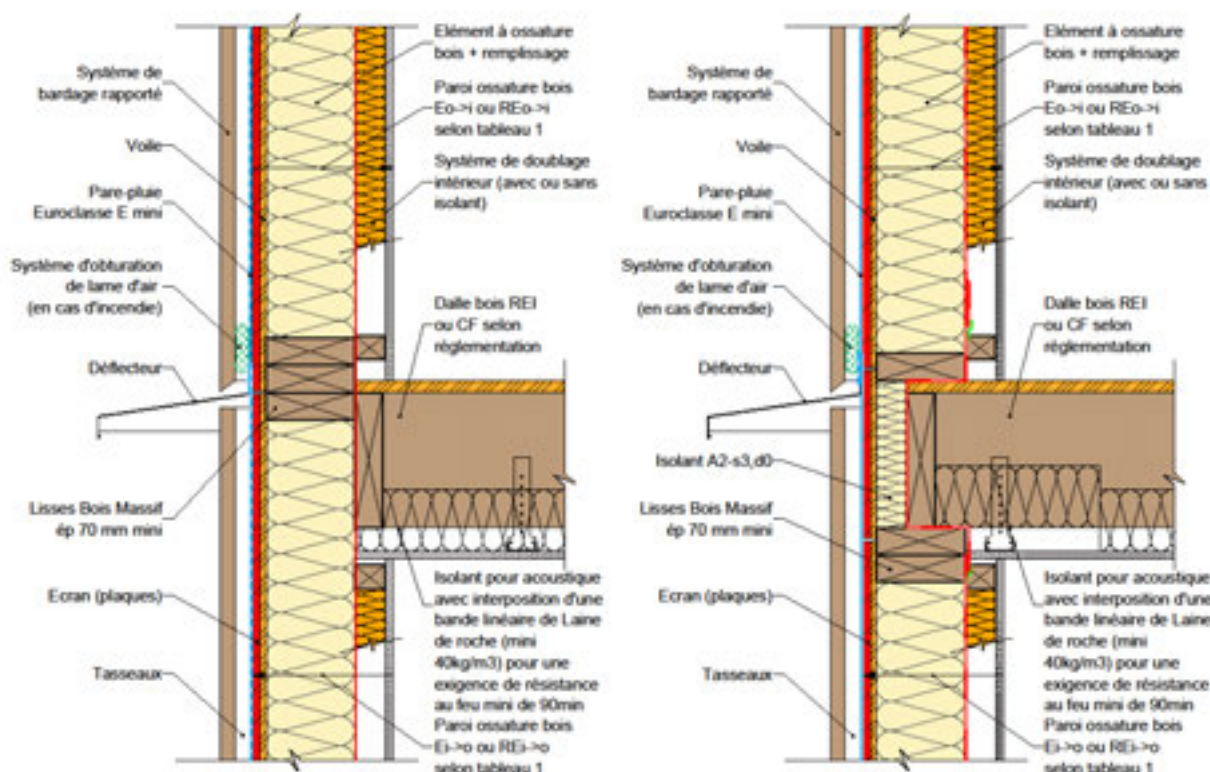 Système de
bardage rapporté
Voile
Pare-pluie
Euroclasse E mini
Système d'obturation
de lame d'air
(en cas d'incendie)
Déflecteur
Lisses Bois Massif
ép 70 mm mini
Ecran (plaques)
Tasseaux
Elément à ossature
bois + remplissage
Paroi ossature bois
Eo->i ou REo->i
selon tableau 1
Système de doublage
intérieur (avec ou sans
isolant)
Dalle bois REI
ou CF selon
réglementation
Isolant pour acoustique
avec interposition d'une
bande linéaire de Laine
de roche (mini
40kg/m3) pour une
exigence de résistance
au feu mini de 90min
Paroi ossature bois
Ei->o ou REi->o
selon tableau 1
Système de
bardage rapporté
Voile
Pare-pluie
Euroclasse E mini
Système d'obturation
de lame d'air
(en cas d'incendie)
Déflecteur
Isolant A2-s3,d0
Lisses Bois Massif
ép 70 mm mini
Ecran (plaques)
Tasseaux
Elément à ossature
bois + remplissage
Paroi ossature bois
Eo->i ou REo->i
selon tableau 1
Système de doublage
intérieur (avec ou sans
isolant)
Dalle bois REI
ou CF selon
réglementation
Isolant pour acoustique
avec interposition d'une
bande linéaire de Laine
de roche (mini
40kg/m3) pour une
exigence de résistance
au feu mini de 90min
Paroi ossature bois
Ei->o ou REi->o
selon tableau 1